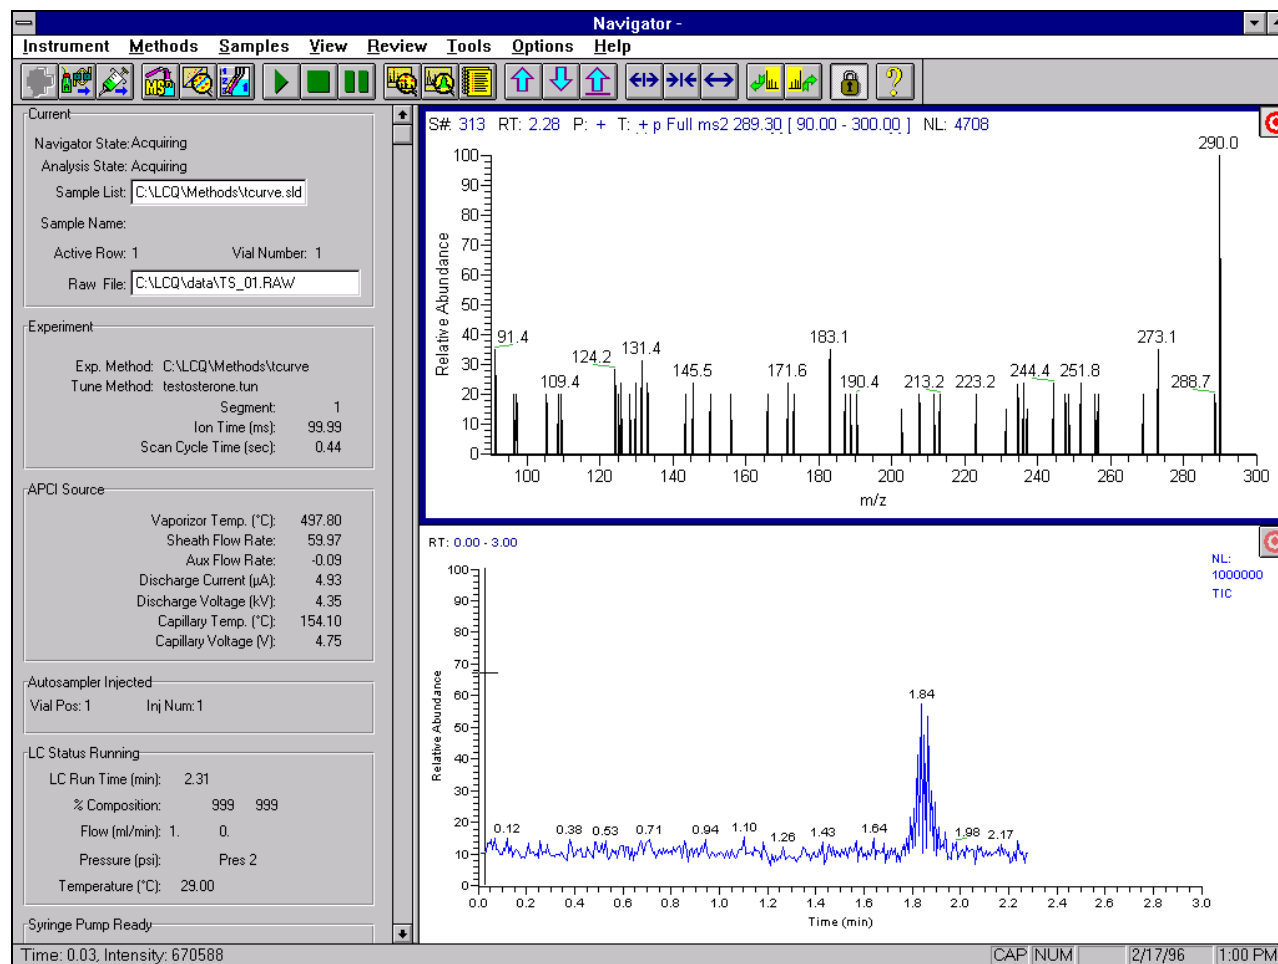 Navigator -
Instrument Methods Samples View Review Tools Options Help
MS
?
Current
Navigator State: Acquiring
Analysis State: Acquiring
Sample List: C:\LCQ\Methods\tcurve.sld
Sample Name:
Active Row: 1 Vial Number: 1
Raw File: C:\LCQ\data\TS_01.RAW
Experiment
Exp. Method: C:\LCQ\Methods\tcurve
Tune Method: testosterone.tun
Segment: 1
Ion Time (ms): 99.99
Scan Cycle Time (sec): 0.44
APCI Source
Vaporizor Temp. (°C): 497.80
Sheath Flow Rate: 59.97
Aux Flow Rate: -0.09
Discharge Current (µA): 4.93
Discharge Voltage (kV): 4.35
Capillary Temp. (°C): 154.10
Capillary Voltage (V): 4.75
Autosampler Injected
Vial Pos: 1 Inj Num: 1
LC Status Running
LC Run Time (min): 2.31
% Composition: 999 999
Flow (ml/min): 1. 0.
Pressure (psi): Pres 2
Temperature (°C): 29.00
Syringe Pump Ready
S#: 313 RT: 2.28 P: + T: + p Full ms2 289.30 [ 90.00 - 300.00 ] NL: 4708
290.0
100
90
80
70
60
50
40
30
20
10
0
Relative Abundance
91.4 109.4 124.2 131.4 145.5 171.6 183.1 190.4 213.2 223.2 244.4 251.8 273.1 288.7
100 120 140 160 180 200 220 240 260 280 300
m/z
RT: 0.00 - 3.00
NL:
1000000
TIC
100
90
80
70
60
50
40
30
20
10
0
Relative Abundance
1.84
0.12 0.38 0.53 0.71 0.94 1.10 1.26 1.43 1.64 1.98 2.17
0.0 0.2 0.4 0.6 0.8 1.0 1.2 1.4 1.6 1.8 2.0 2.2 2.4 2.6 2.8 3.0
Time (min)
Time: 0.03, Intensity: 670588 CAP NUM 2/17/96 1:00 PM